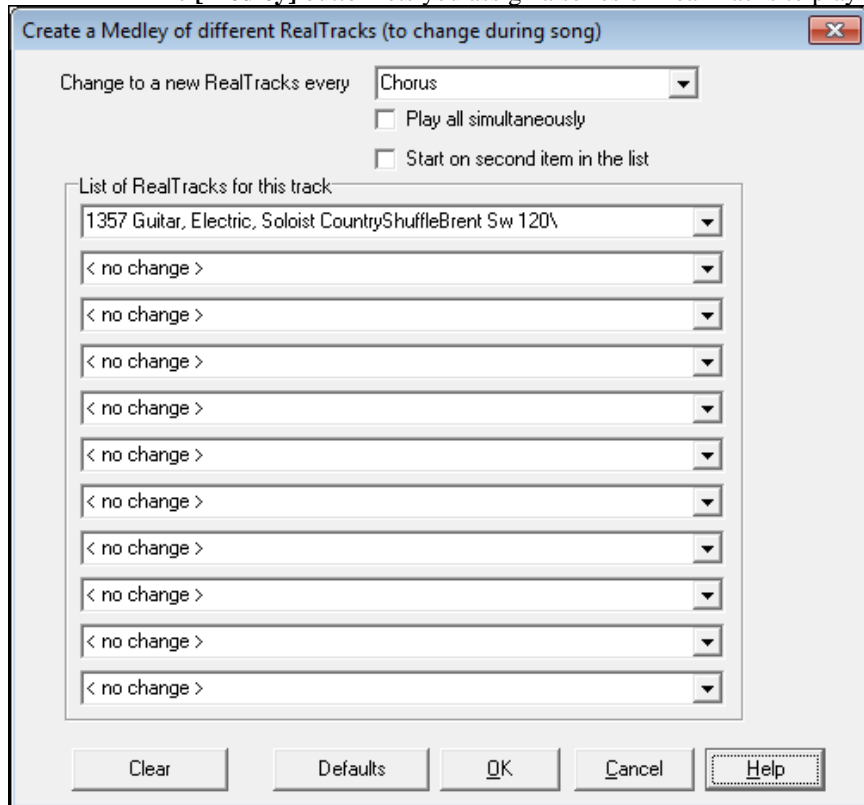 Create a Medley of different RealTracks (to change during song)
Change to a new RealTracks every Chorus
Play all simultaneously
Start on second item in the list
List of RealTracks for this track
1357 Guitar, Electric, Soloist CountryShuffleBrent Sw 120\
< no change >
< no change >
< no change >
< no change >
< no change >
< no change >
< no change >
< no change >
< no change >
< no change >
Clear Defaults OK Cancel Help